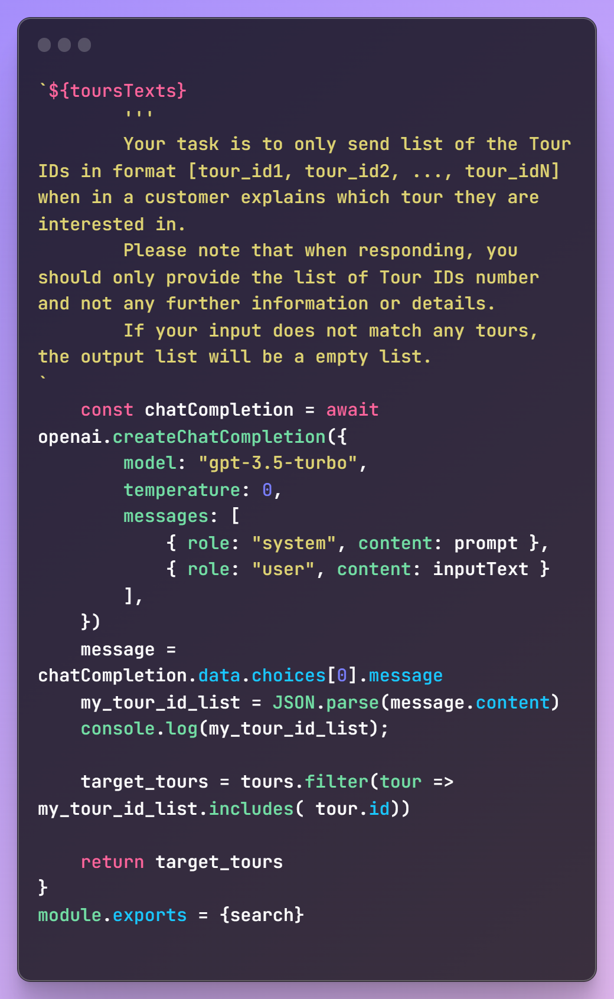 `${toursTexts}
        '''
        Your task is to only send list of the Tour
IDs in format [tour_id1, tour_id2, ..., tour_idN]
when in a customer explains which tour they are
interested in.
        Please note that when responding, you
should only provide the list of Tour IDs number
and not any further information or details.
        If your input does not match any tours,
the output list will be a empty list.
`
    const chatCompletion = await
openai.createChatCompletion({
        model: "gpt-3.5-turbo",
        temperature: 0,
        messages: [
            { role: "system", content: prompt },
            { role: "user", content: inputText }
        ],
    })
    message =
chatCompletion.data.choices[0].message
    my_tour_id_list = JSON.parse(message.content)
    console.log(my_tour_id_list);

    target_tours = tours.filter(tour =>
my_tour_id_list.includes( tour.id))

    return target_tours
}
module.exports = {search}